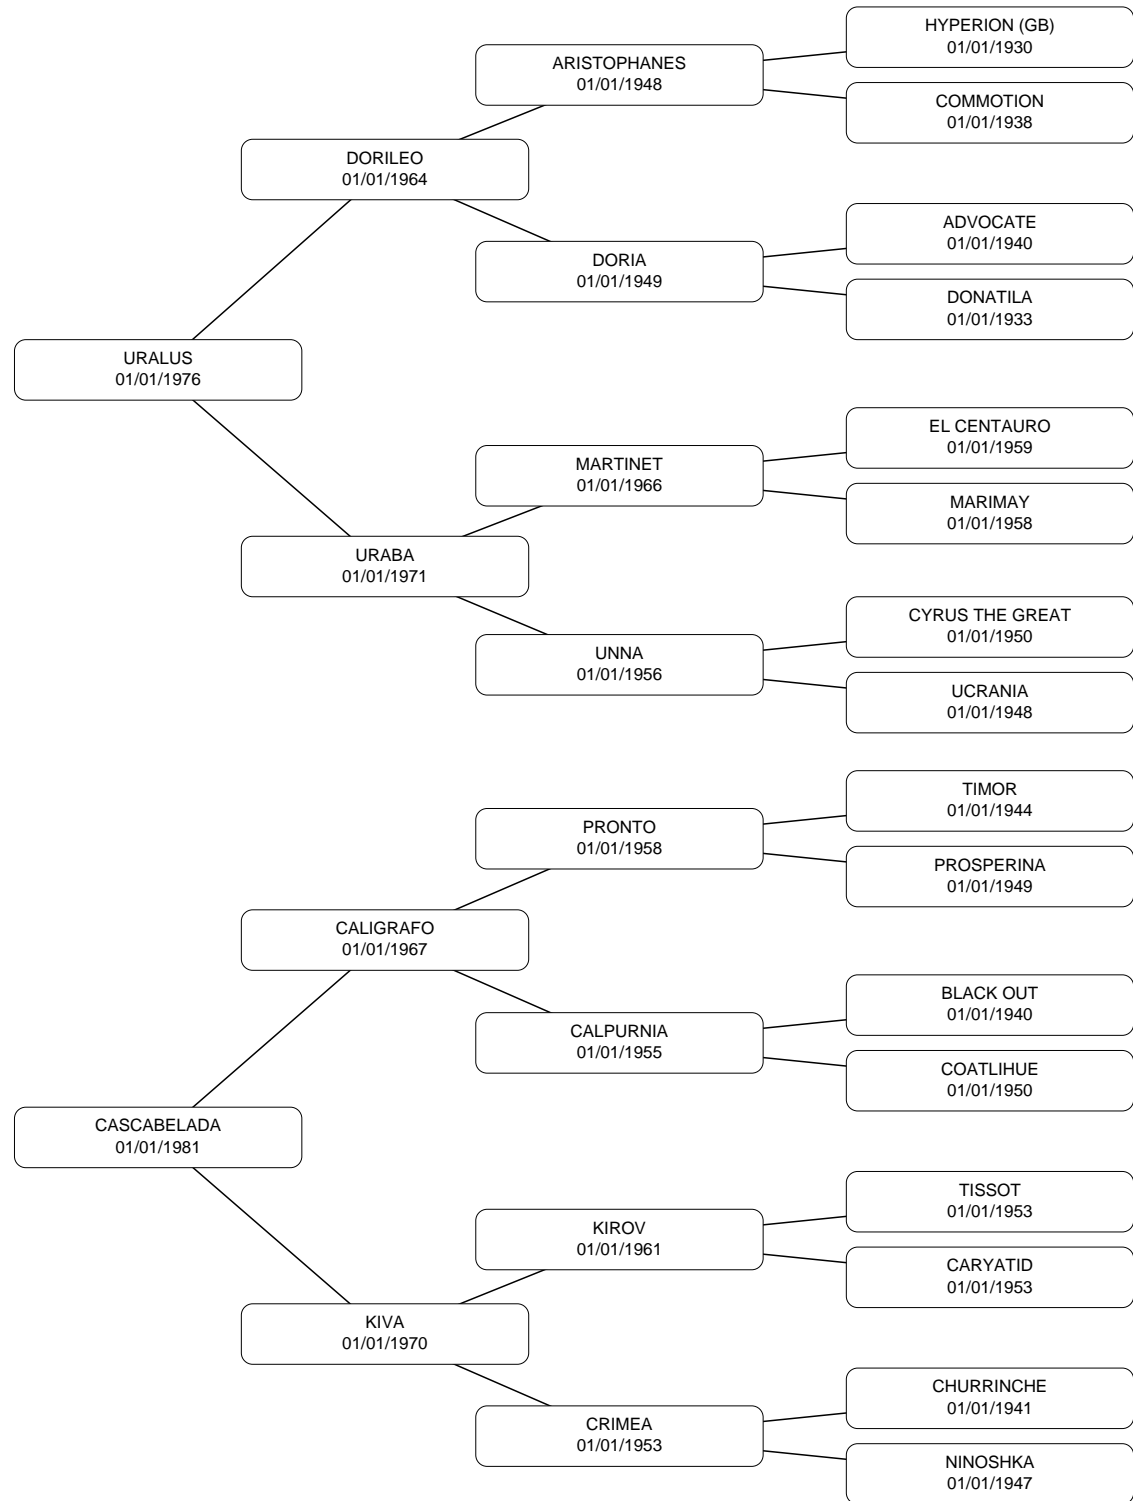 HYPERION (GB)
01/01/1930
ARISTOPHANES
01/01/1948
COMMOTION
01/01/1938
DORILEO
01/01/1964
ADVOCATE
01/01/1940
DORIA
01/01/1949
DONATILA
01/01/1933
URALUS
01/01/1976
EL CENTAURO
01/01/1959
MARTINET
01/01/1966
MARIMAY
01/01/1958
URABA
01/01/1971
CYRUS THE GREAT
01/01/1950
UNNA
01/01/1956
UCRANIA
01/01/1948
TIMOR
01/01/1944
PRONTO
01/01/1958
PROSPERINA
01/01/1949
CALIGRAFO
01/01/1967
BLACK OUT
01/01/1940
CALPURNIA
01/01/1955
COATLIHUE
01/01/1950
CASCABELADA
01/01/1981
TISSOT
01/01/1953
KIROV
01/01/1961
CARYATID
01/01/1953
KIVA
01/01/1970
CHURRINCHE
01/01/1941
CRIMEA
01/01/1953
NINOSHKA
01/01/1947